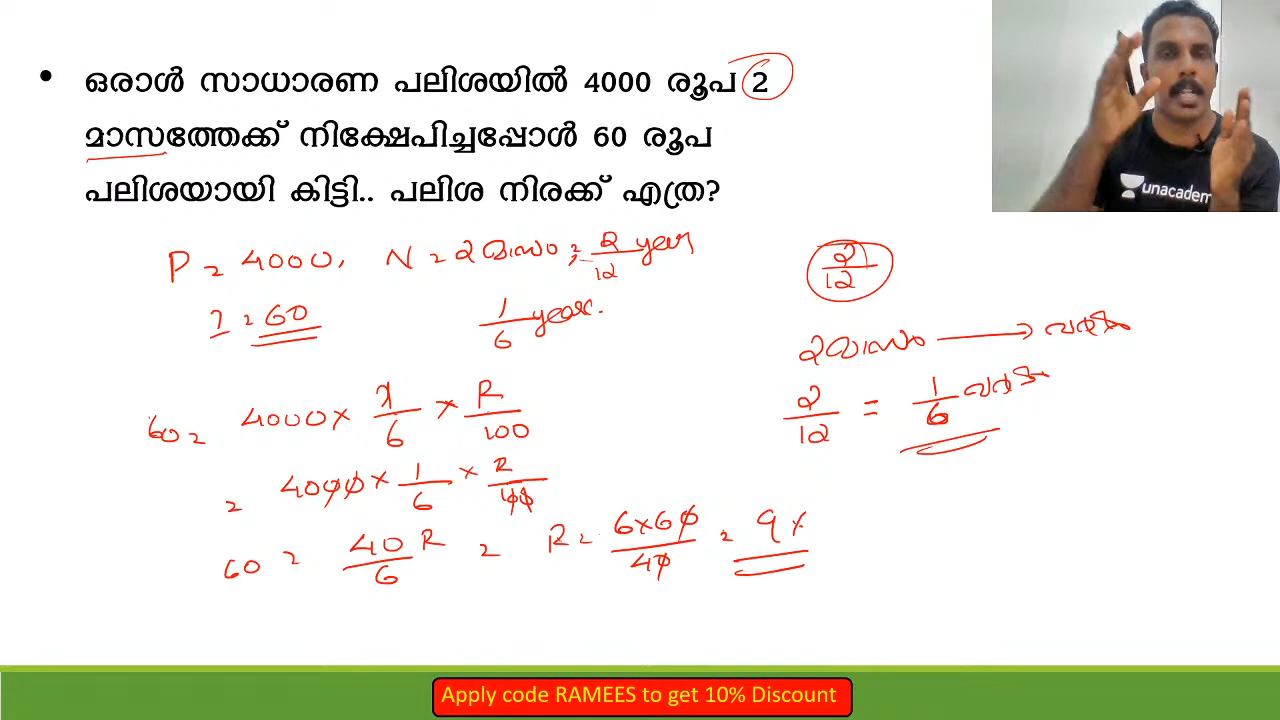 • ഒരാൾ സാധാരണ പലിശയിൽ 4000 രൂപ 2
മാസത്തേക്ക് നിക്ഷേപിച്ചപ്പോൾ 60 രൂപ
പലിശയായി കിട്ടി.. പലിശ നിരക്ക് എത്ര?
unacadem
P = 4000, N = 2 മാസം = 2/12 year
I = 60
1/6 year.
2/12
2 മാസം → വർഷം
2/12 = 1/6 വർഷം
60 = 4000 × 1/6 × R/100
= 4000 × 1/6 × R/100
60 = 40R/6 = R = 6×60/40 = 9%
Apply code RAMEES to get 10% Discount